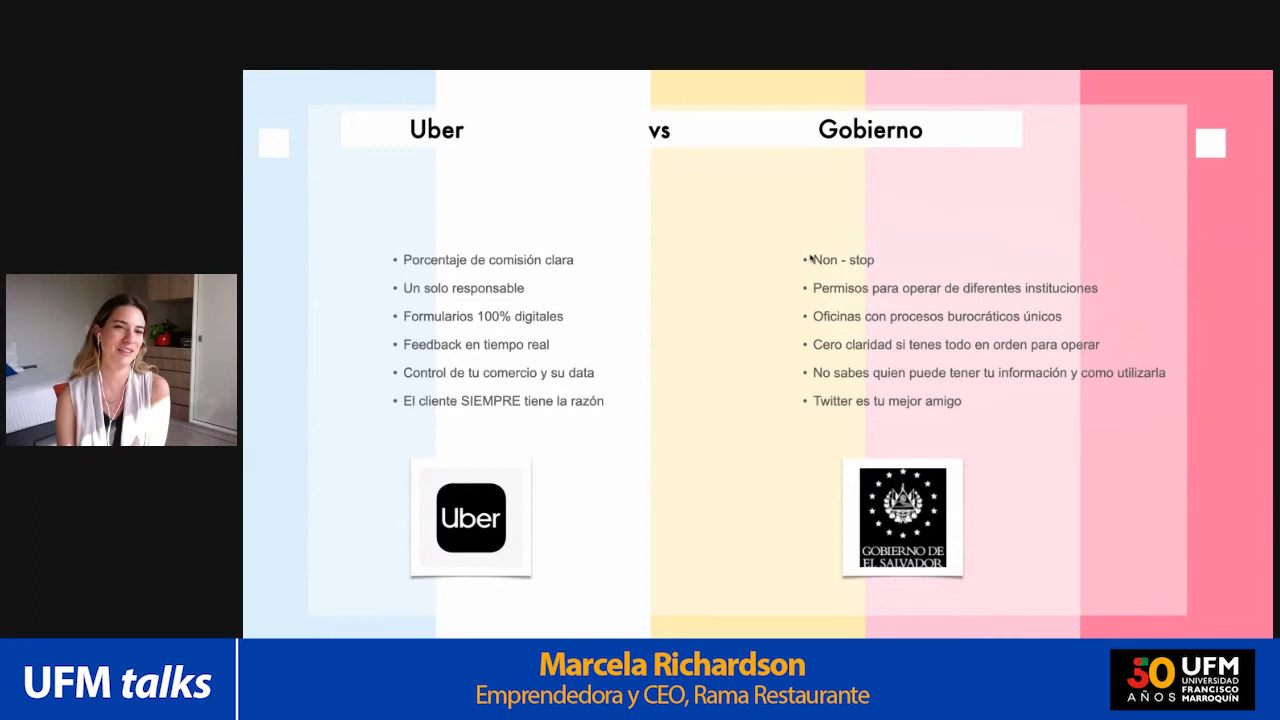 Uber vs Gobierno
• Porcentaje de comisión clara
• Un solo responsable
• Formularios 100% digitales
• Feedback en tiempo real
• Control de tu comercio y su data
• El cliente SIEMPRE tiene la razón
• Non - stop
• Permisos para operar de diferentes instituciones
• Oficinas con procesos burocráticos únicos
• Cero claridad si tenes todo en orden para operar
• No sabes quien puede tener tu información y como utilizarla
• Twitter es tu mejor amigo
Uber
GOBIERNO DE
EL SALVADOR
UFM talks
Marcela Richardson
Emprendedora y CEO, Rama Restaurante
50
AÑOS
UFM
UNIVERSIDAD
FRANCISCO
MARROQUÍN